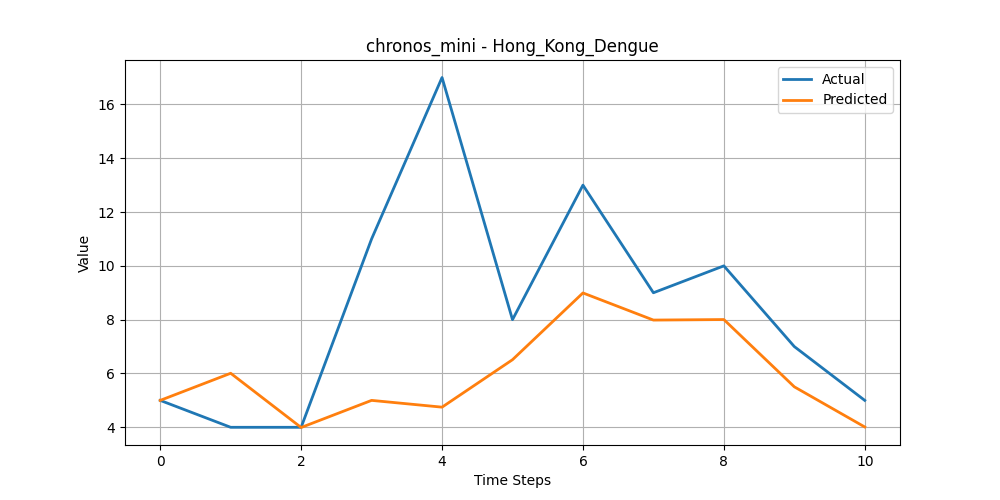 chronos_mini - Hong_Kong_Dengue
Actual
Predicted
16
14
12
10
8
6
4
Value
0 2 4 6 8 10
Time Steps